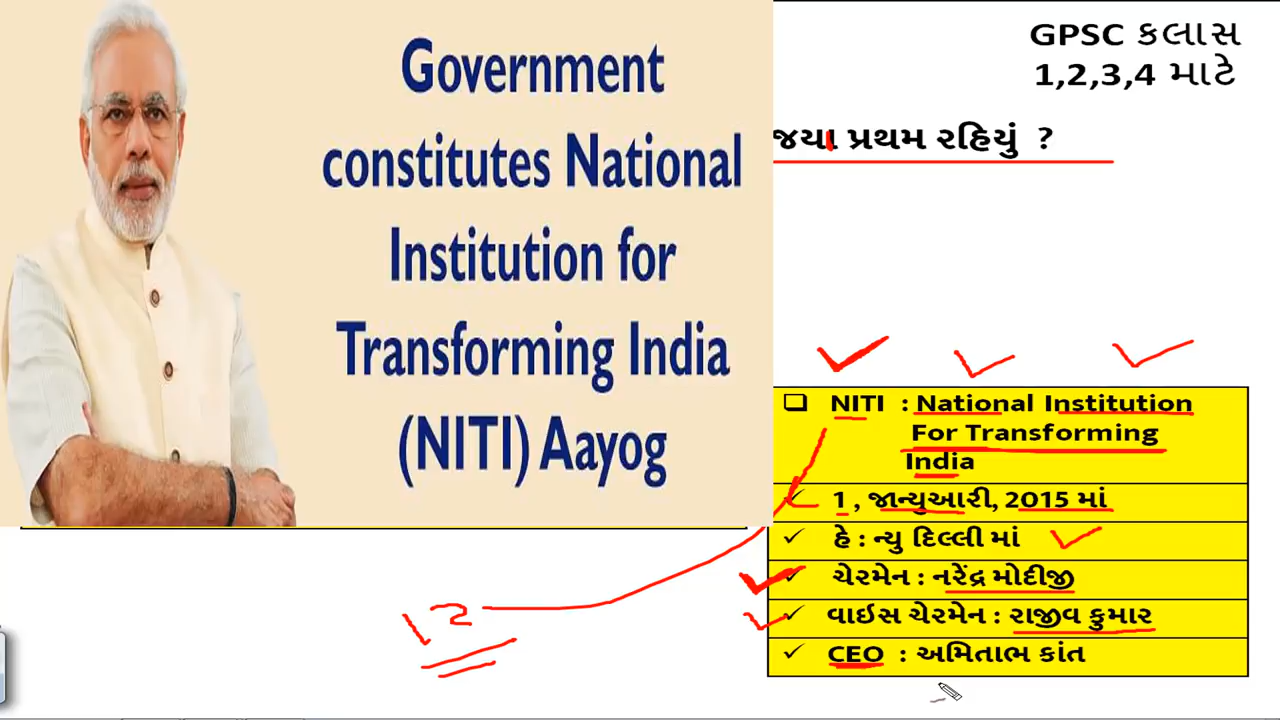 Government
constitutes National
Institution for
Transforming India
(NITI) Aayog
GPSC કલાસ
1,2,3,4 માટે
જયા પ્રથમ રહિયું ?
NITI : National Institution
For Transforming
India
1 , જાન્યુઆરી, 2015 માં
હે : ન્યુ દિલ્લી માં
ચેરમેન : નરેંદ્ર મોદીજી
વાઇસ ચેરમેન : રાજીવ કુમાર
CEO : અમિતાભ કાંત
2